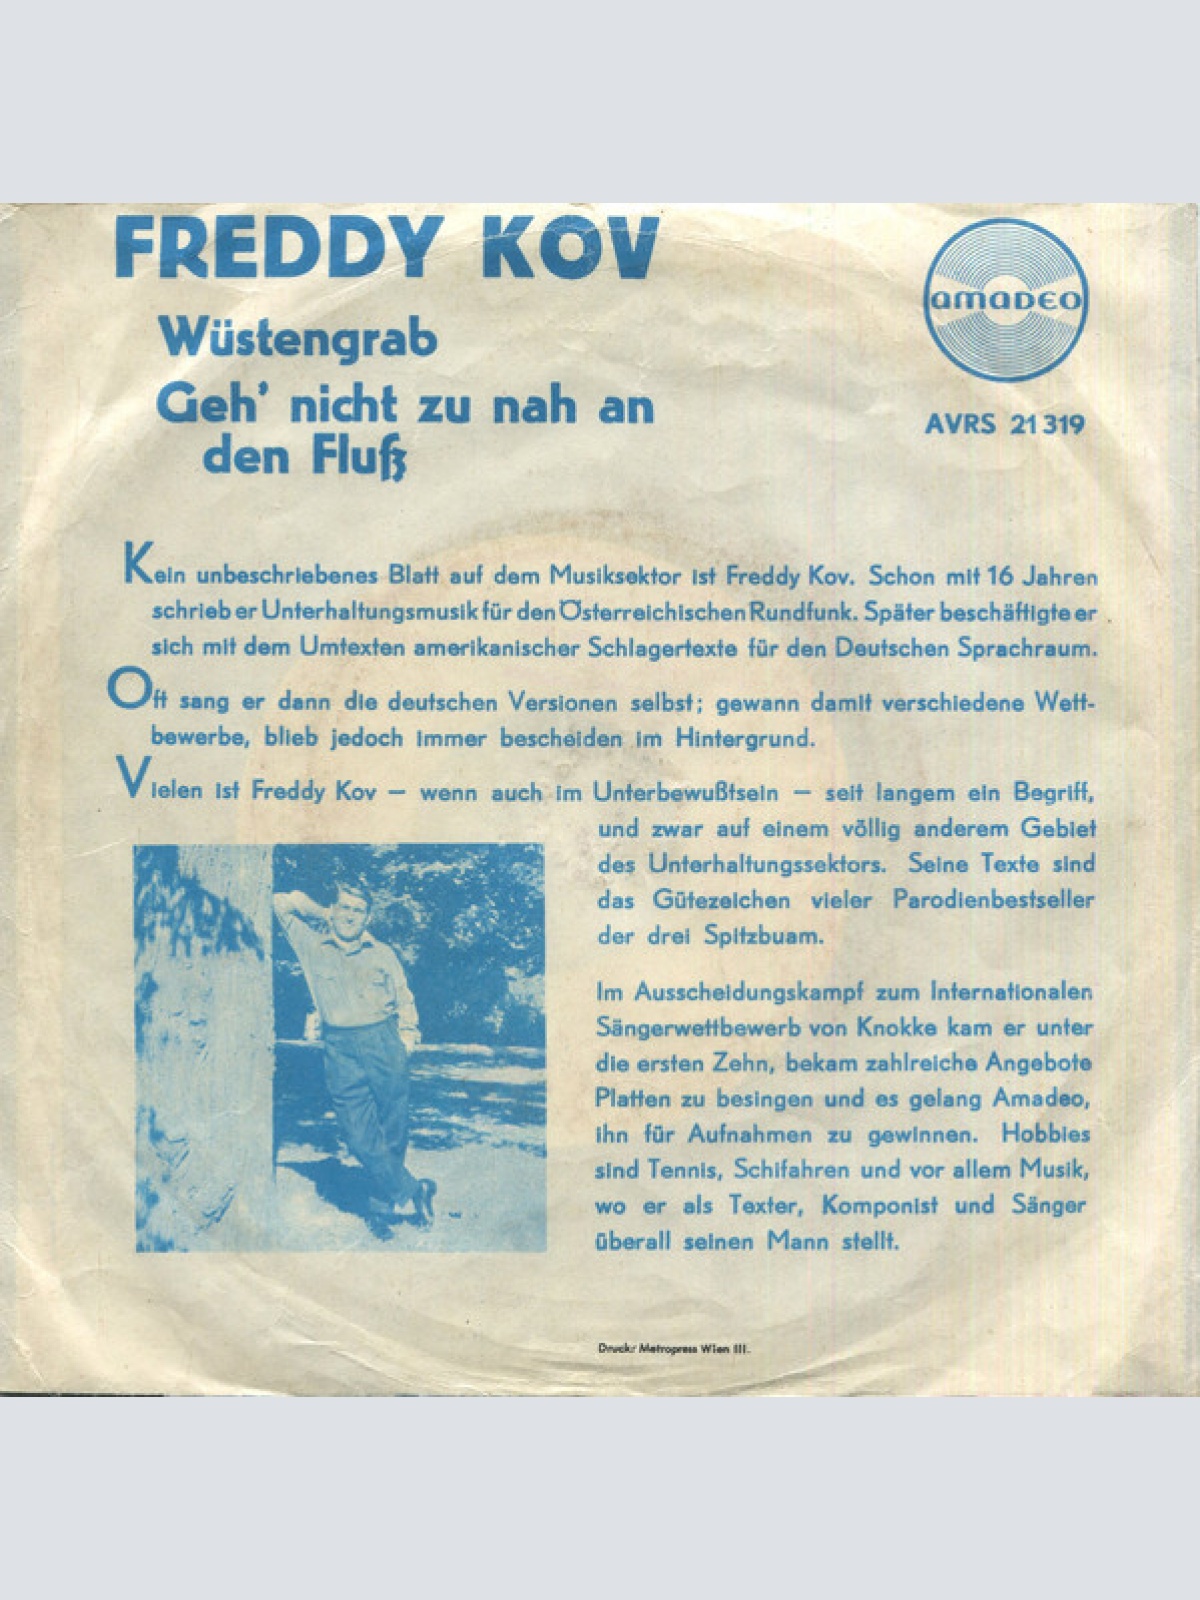 FREDDY KOV
amaDEO
Wüstengrab
Geh' nicht zu nah an
den Fluß
AVRS 21 319
Kein unbeschriebenes Blatt auf dem Musiksektor ist Freddy Kov. Schon mit 16 Jahren
schrieb er Unterhaltungsmusik für den Österreichischen Rundfunk. Später beschäftigte er
sich mit dem Umtexten amerikanischer Schlagertexte für den Deutschen Sprachraum.
Oft sang er dann die deutschen Versionen selbst; gewann damit verschiedene Wett-
bewerbe, blieb jedoch immer bescheiden im Hintergrund.
Vielen ist Freddy Kov — wenn auch im Unterbewußtsein — seit langem ein Begriff,
und zwar auf einem völlig anderem Gebiet
des Unterhaltungssektors. Seine Texte sind
das Gütezeichen vieler Parodienbestseller
der drei Spitzbuam.
Im Ausscheidungskampf zum Internationalen
Sängerwettbewerb von Knokke kam er unter
die ersten Zehn, bekam zahlreiche Angebote
Platten zu besingen und es gelang Amadeo,
ihn für Aufnahmen zu gewinnen. Hobbies
sind Tennis, Schifahren und vor allem Musik,
wo er als Texter, Komponist und Sänger
überall seinen Mann stellt.
Druck: Metropress Wien III.